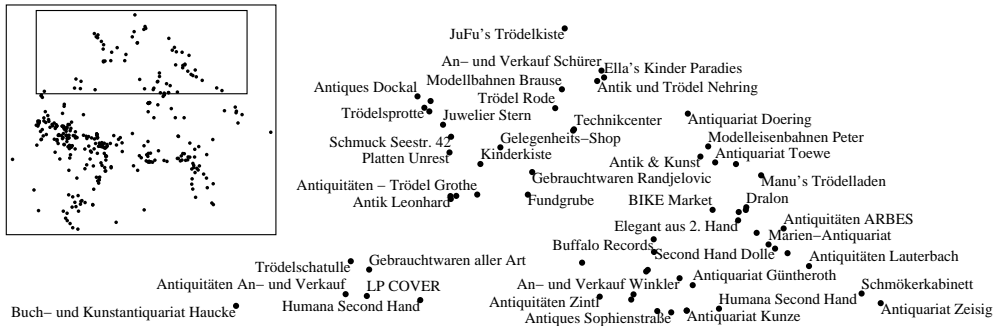 JuFu's Trödelkiste
An– und Verkauf Schürer
Ella's Kinder Paradies
Modellbahnen Brause
Antik und Trödel Nehring
Antiques Dockal
Trödel Rode
Trödelsprotte
Juwelier Stern
Technikcenter
Antiquariat Doering
Schmuck Seestr. 42
Gelegenheits–Shop
Modelleisenbahnen Peter
Platten Unrest
Kinderkiste
Antik & Kunst
Antiquariat Toewe
Gebrauchtwaren Randjelovic
Manu's Trödelladen
Antiquitäten – Trödel Grothe
Antik Leonhard
Fundgrube
BIKE Market
Dralon
Elegant aus 2. Hand
Antiquitäten ARBES
Marien–Antiquariat
Buffalo Records
Second Hand Dolle
Antiquitäten Lauterbach
Trödelschatulle
Gebrauchtwaren aller Art
Antiquitäten An– und Verkauf
LP COVER
An– und Verkauf Winkler
Antiquariat Güntheroth
Schmökerkabinett
Buch– und Kunstantiquariat Haucke
Humana Second Hand
Antiquitäten Zintl
Humana Second Hand
Antiques Sophienstraße
Antiquariat Kunze
Antiquariat Zeisig